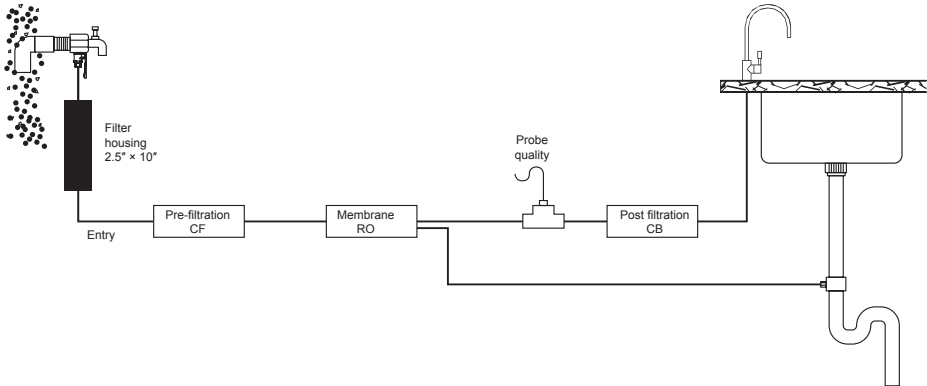 Filter
housing
2.5″ × 10″
Entry
Pre-filtration
CF
Membrane
RO
Probe
quality
Post filtration
CB